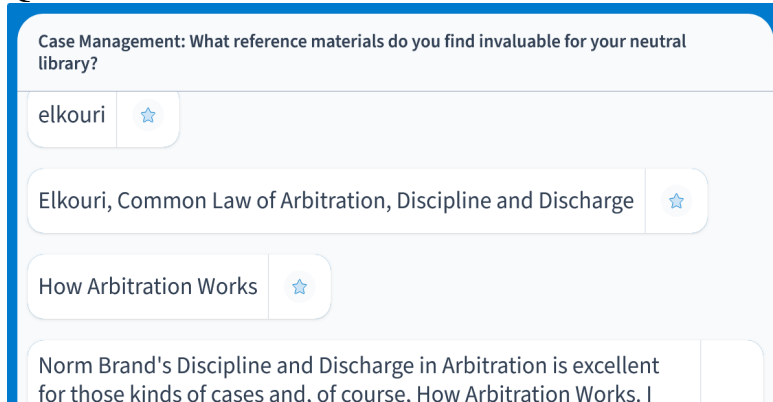 Case Management: What reference materials do you find invaluable for your neutral
library?
elkouri
Elkouri, Common Law of Arbitration, Discipline and Discharge
How Arbitration Works
Norm Brand's Discipline and Discharge in Arbitration is excellent
for those kinds of cases and, of course, How Arbitration Works. I